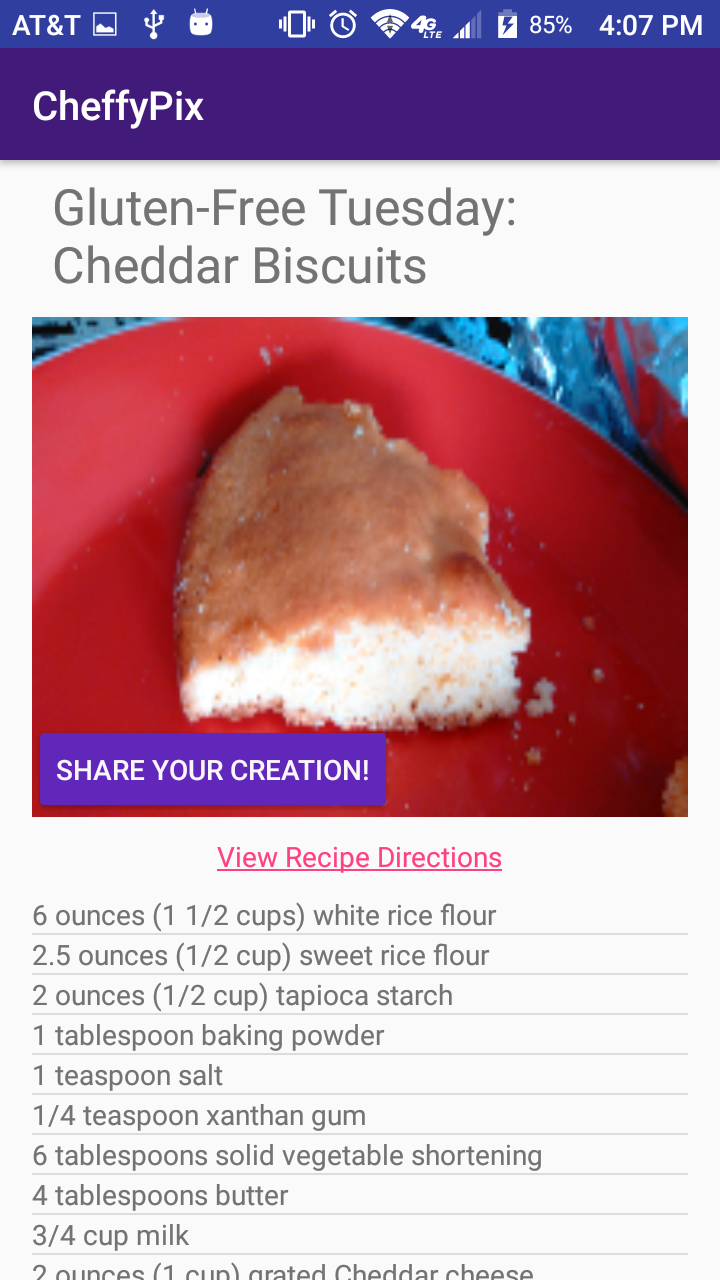 AT&T 4G LTE 85% 4:07 PM
CheffyPix
Gluten-Free Tuesday:
Cheddar Biscuits
SHARE YOUR CREATION!
View Recipe Directions
6 ounces (1 1/2 cups) white rice flour
2.5 ounces (1/2 cup) sweet rice flour
2 ounces (1/2 cup) tapioca starch
1 tablespoon baking powder
1 teaspoon salt
1/4 teaspoon xanthan gum
6 tablespoons solid vegetable shortening
4 tablespoons butter
3/4 cup milk
2 ounces (1 cup) grated Cheddar cheese